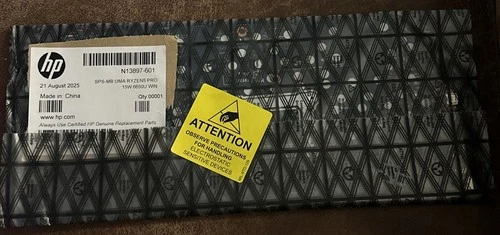 hp
N13897-601
SPS-MB UMA RYZEN5 PRO
15W 6650U WIN
21 August 2025
Made in: China
Qty 00001
www.hp.com
Always Use Certified HP Genuine Replacement Parts
ATTENTION
OBSERVE PRECAUTIONS
FOR HANDLING
ELECTROSTATIC
SENSITIVE DEVICES